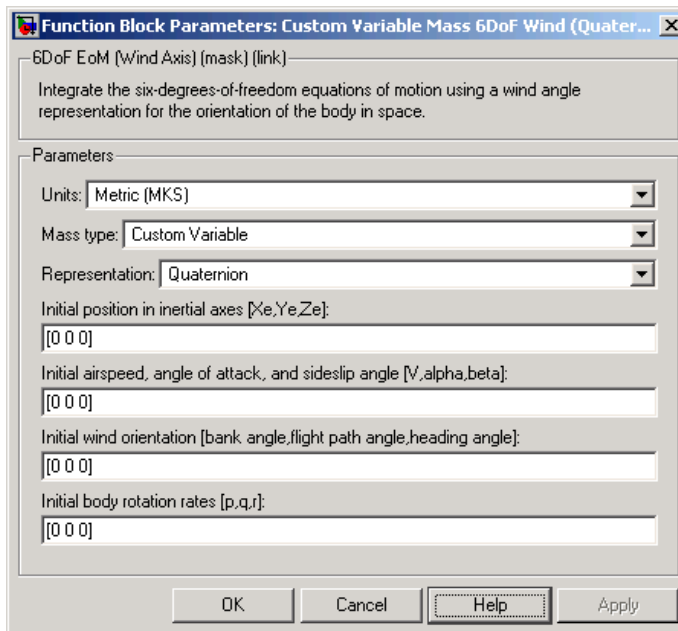 Function Block Parameters: Custom Variable Mass 6DoF Wind (Quater...
6DoF EoM (Wind Axis) (mask) (link)
Integrate the six-degrees-of-freedom equations of motion using a wind angle
representation for the orientation of the body in space.
Parameters
Units: Metric (MKS)
Mass type: Custom Variable
Representation: Quaternion
Initial position in inertial axes [Xe,Ye,Ze]:
[0 0 0]
Initial airspeed, angle of attack, and sideslip angle [V,alpha,beta]:
[0 0 0]
Initial wind orientation [bank angle,flight path angle,heading angle]:
[0 0 0]
Initial body rotation rates [p,q,r]:
[0 0 0]
OK Cancel Help Apply